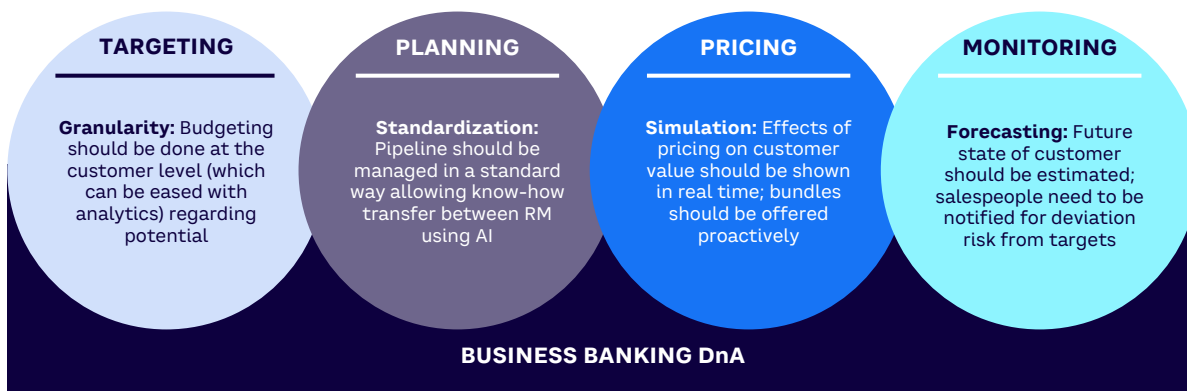 TARGETING
Granularity: Budgeting
should be done at the
customer level (which
can be eased with
analytics) regarding
potential
PLANNING
Standardization:
Pipeline should be
managed in a standard
way allowing know-how
transfer between RM
using AI
PRICING
Simulation: Effects of
pricing on customer
value should be shown
in real time; bundles
should be offered
proactively
MONITORING
Forecasting: Future
state of customer
should be estimated;
salespeople need to be
notified for deviation
risk from targets
BUSINESS BANKING DnA